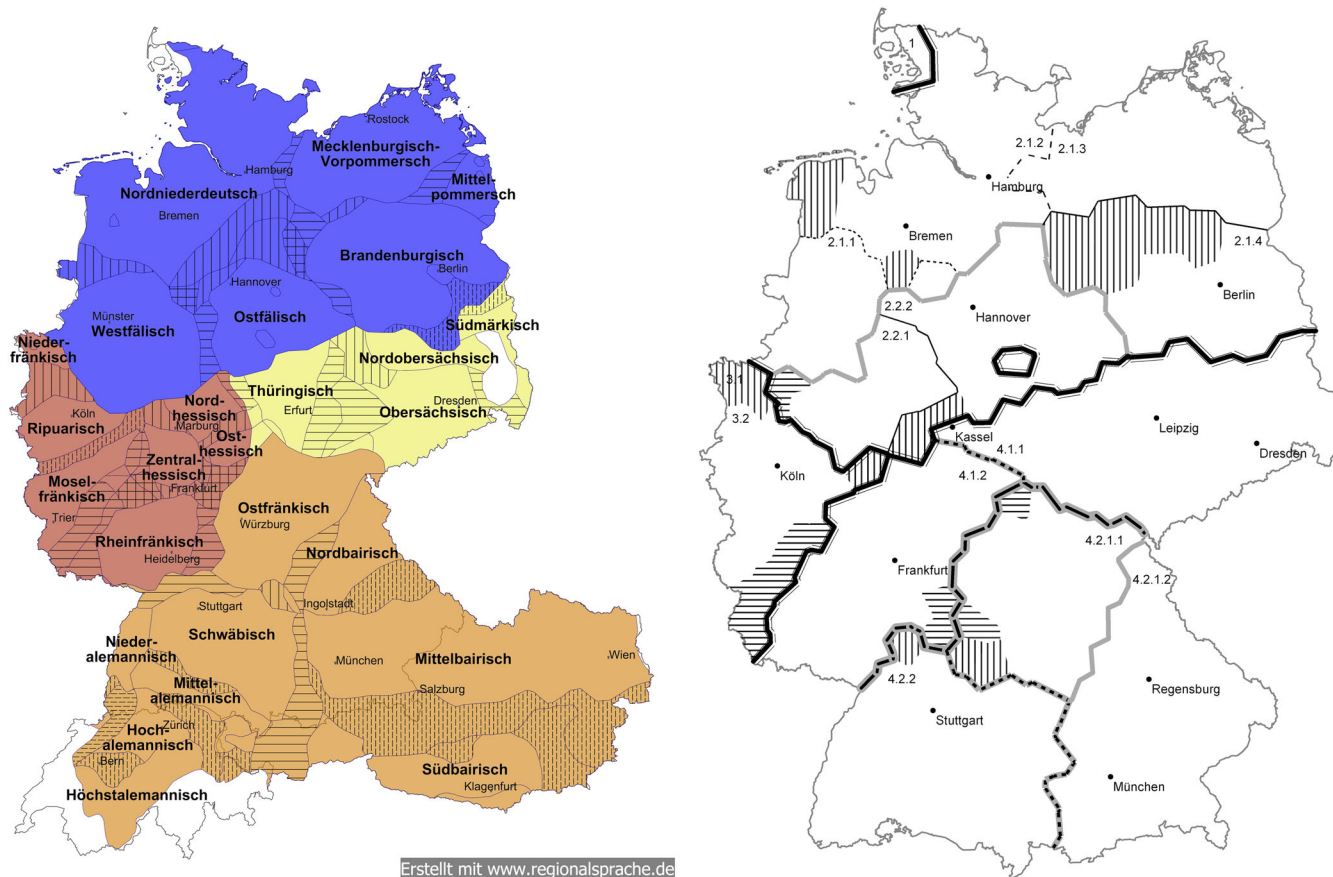 Rostock
Mecklenburgisch-
Vorpommersch
Hamburg
Mittel-
pommersch
Nordniederdeutsch
Bremen
Brandenburgisch
Berlin
Hannover
Münster
Westfälisch
Ostfälisch
Südmärkisch
Nieder-
fränkisch
Nordobersächsisch
Thüringisch
Erfurt
Dresden
Obersächsisch
Nord-
hessisch
Marburg
Köln
Ripuarisch
Ost-
hessisch
Zentral-
hessisch
Frankfurt
Mosel-
fränkisch
Trier
Ostfränkisch
Würzburg
Rheinfränkisch
Heidelberg
Nordbairisch
Ingolstadt
Stuttgart
Schwäbisch
Nieder-
alemannisch
München
Mittelbairisch
Wien
Salzburg
Mittel-
alemannisch
Zürich
Hoch-
alemannisch
Bern
Südbairisch
Klagenfurt
Höchstalemannisch
Erstellt mit www.regionalsprache.de
1
2.1.2
2.1.3
Hamburg
Bremen
2.1.1
2.1.4
Berlin
2.2.2
Hannover
2.2.1
3.1
3.2
Kassel
Leipzig
Dresden
Köln
4.1.1
4.1.2
4.2.1.1
Frankfurt
4.2.1.2
4.2.2
Regensburg
Stuttgart
München